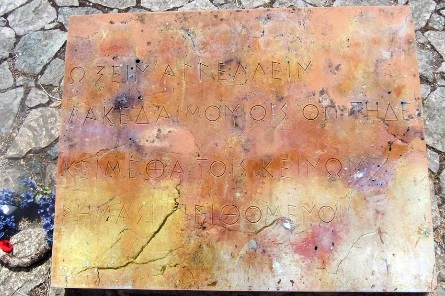 Ω ΞΕΙΝ ΑΓΓΕΛΛΕΙΝ
ΛΑΚΕΔΑΙΜΟΝΙΟΙΣ ΟΤΙ ΤΗΔΕ
ΚΕΙΜΕΘΑ ΤΟΙΣ ΚΕΙΝΩΝ
ΡΗΜΑΣΙ ΠΕΙΘΟΜΕΝΟΙ